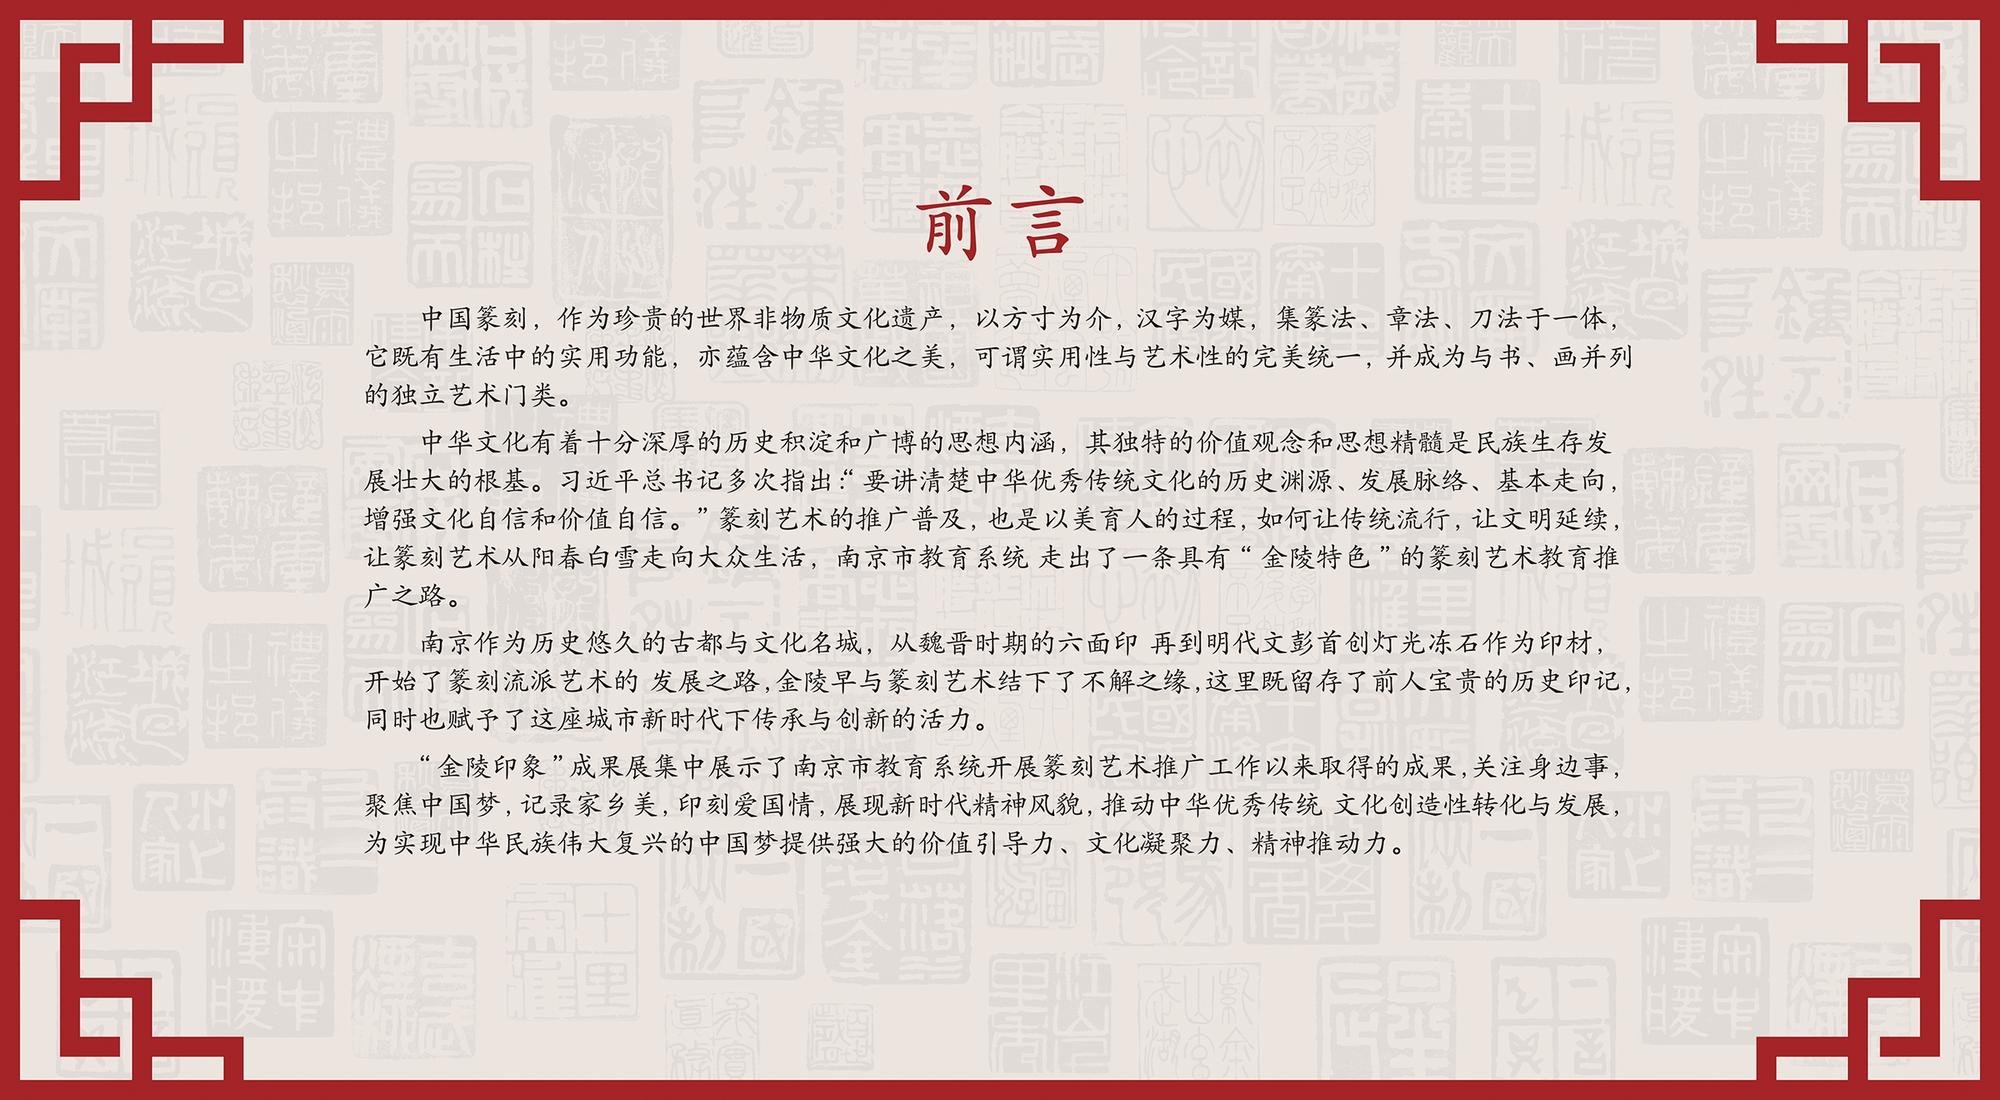 前言
中国篆刻，作为珍贵的世界非物质文化遗产，以方寸为介，汉字为媒，集篆法、章法、刀法于一体，
它既有生活中的实用功能，亦蕴含中华文化之美，可谓实用性与艺术性的完美统一，并成为与书、画并列
的独立艺术门类。
中华文化有着十分深厚的历史积淀和广博的思想内涵，其独特的价值观念和思想精髓是民族生存发
展壮大的根基。习近平总书记多次指出：“要讲清楚中华优秀传统文化的历史渊源、发展脉络、基本走向，
增强文化自信和价值自信。”篆刻艺术的推广普及，也是以美育人的过程，如何让传统流行，让文明延续，
让篆刻艺术从阳春白雪走向大众生活，南京市教育系统 走出了一条具有“金陵特色”的篆刻艺术教育推
广之路。
南京作为历史悠久的古都与文化名城，从魏晋时期的六面印 再到明代文彭首创灯光冻石作为印材，
开始了篆刻流派艺术的 发展之路，金陵早与篆刻艺术结下了不解之缘，这里既留存了前人宝贵的历史印记，
同时也赋予了这座城市新时代下传承与创新的活力。
“金陵印象”成果展集中展示了南京市教育系统开展篆刻艺术推广工作以来取得的成果，关注身边事，
聚焦中国梦，记录家乡美，印刻爱国情，展现新时代精神风貌，推动中华优秀传统 文化创造性转化与发展，
为实现中华民族伟大复兴的中国梦提供强大的价值引导力、文化凝聚力、精神推动力。